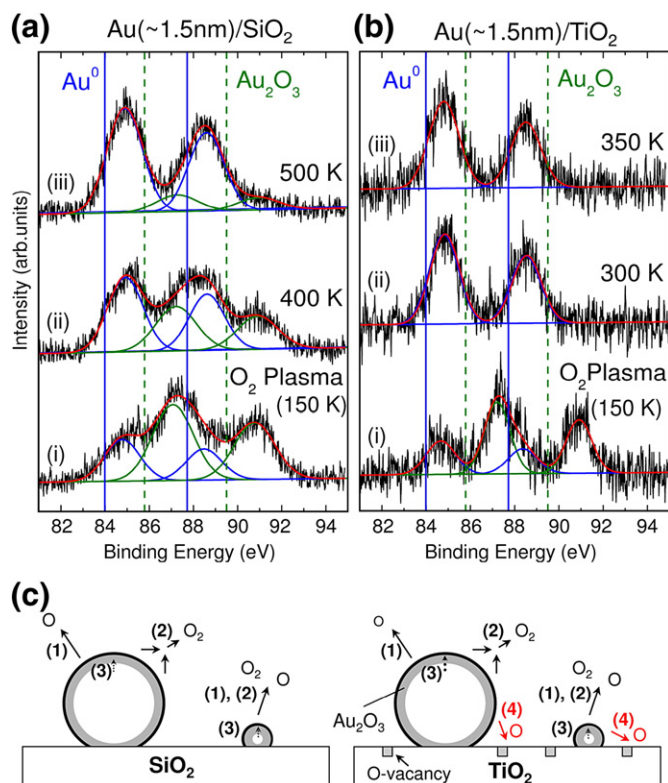 (a) Au(~1.5nm)/SiO₂
Au⁰ Au₂O₃
(iii) 500 K
(ii) 400 K
O₂ Plasma
(150 K)
(i)
Intensity (arb.units)
82 84 86 88 90 92 94
Binding Energy (eV)
(b) Au(~1.5nm)/TiO₂
Au⁰ Au₂O₃
(iii) 350 K
(ii) 300 K
O₂ Plasma
(150 K)
(i)
82 84 86 88 90 92 94
Binding Energy (eV)
(c)
O (2) O₂
(1)
(3)
O₂ O
(1), (2)
(3)
SiO₂
O (2) O₂
(1)
(3)
O₂ O
(1), (2)
Au₂O₃
(4)
O
(3)
(4)
O
O-vacancy
TiO₂